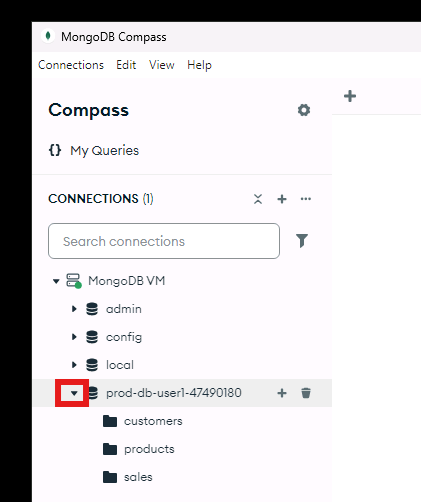 MongoDB Compass
Connections Edit View Help
Compass
{} My Queries
CONNECTIONS (1)
Search connections
MongoDB VM
admin
config
local
prod-db-user1-47490180
customers
products
sales